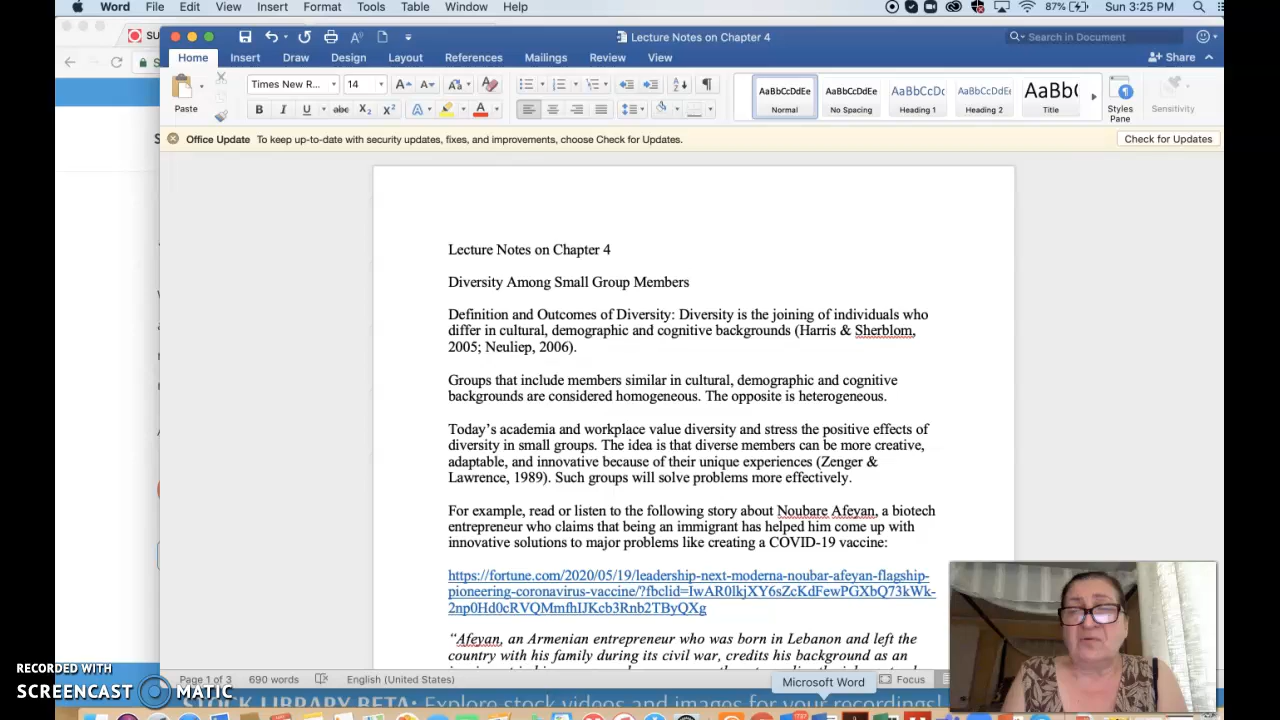 Word File Edit View Insert Format Tools Table Window Help 87% Sun 3:25 PM
Lecture Notes on Chapter 4
Search in Document
Home Insert Draw Design Layout References Mailings Review View Share
Paste
Times New R... 14
AaBbCcDdEe AaBbCcDdEe AaBbCcDc AaBbCcDdE AaBb(
Normal No Spacing Heading 1 Heading 2 Title
Styles Pane
Sensitivity
Office Update To keep up-to-date with security updates, fixes, and improvements, choose Check for Updates. Check for Updates
Lecture Notes on Chapter 4
Diversity Among Small Group Members
Definition and Outcomes of Diversity: Diversity is the joining of individuals who
differ in cultural, demographic and cognitive backgrounds (Harris & Sherblom,
2005; Neuliep, 2006).
Groups that include members similar in cultural, demographic and cognitive
backgrounds are considered homogeneous. The opposite is heterogeneous.
Today's academia and workplace value diversity and stress the positive effects of
diversity in small groups. The idea is that diverse members can be more creative,
adaptable, and innovative because of their unique experiences (Zenger &
Lawrence, 1989). Such groups will solve problems more effectively.
For example, read or listen to the following story about Noubare Afeyan, a biotech
entrepreneur who claims that being an immigrant has helped him come up with
innovative solutions to major problems like creating a COVID-19 vaccine:
https://fortune.com/2020/05/19/leadership-next-moderna-noubar-afeyan-flagship-
pioneering-coronavirus-vaccine/?fbclid=IwAR0lkjXY6sZcKdFewPGXbQ73kWk-
2np0Hd0cRVQMmfhIJKcb3Rnb2TByQXg
"Afeyan, an Armenian entrepreneur who was born in Lebanon and left the
country with his family during its civil war, credits his background as an
Page 1 of 3 690 words English (United States) Focus
Microsoft Word
STOCK LIBRARY BETA: Explore stock videos and images for your recordings!
RECORDED WITH
SCREENCAST MATIC